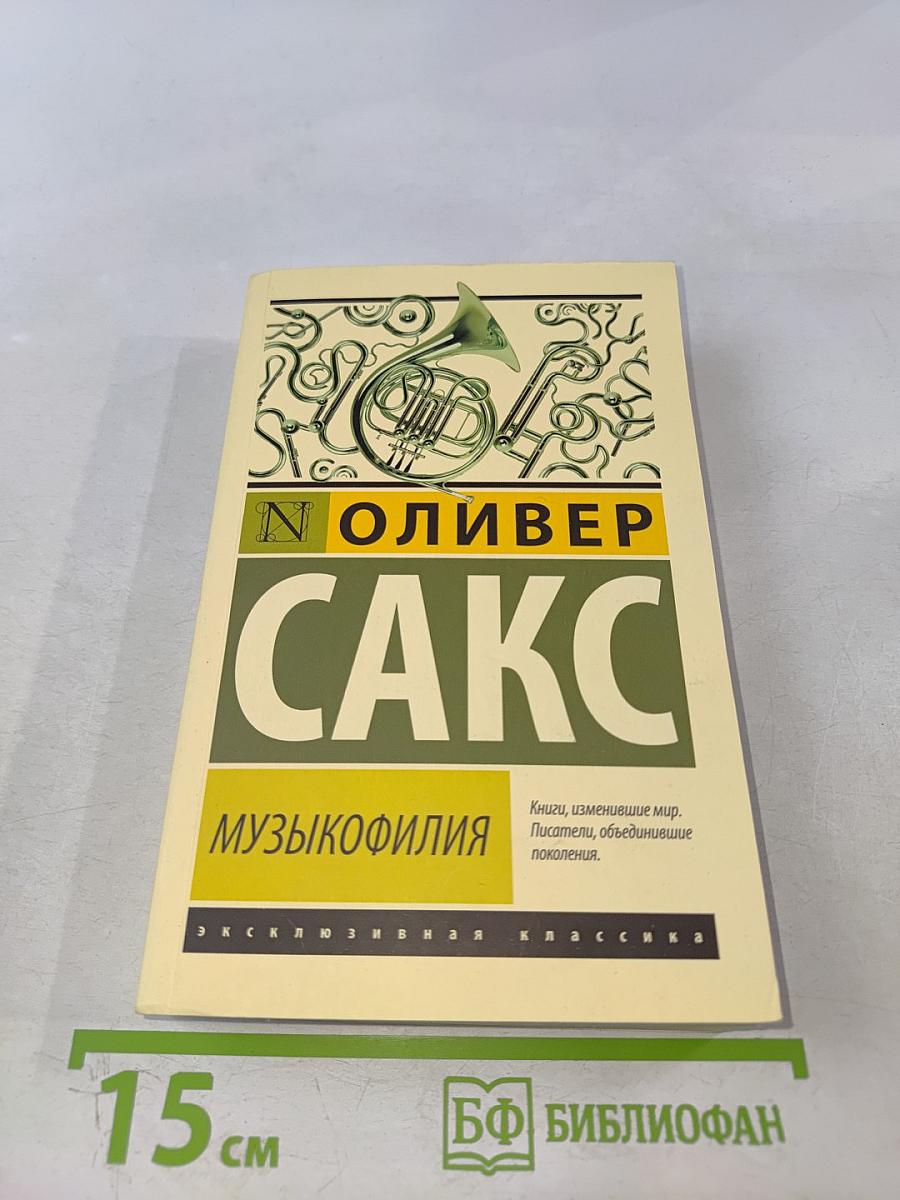 N ОЛИВЕР
САКС
МУЗЫКОФИЛИЯ
Книги, изменившие мир.
Писатели, объединившие
поколения.
эксклюзивная классика
15 см
БФ БИБЛИОФАН